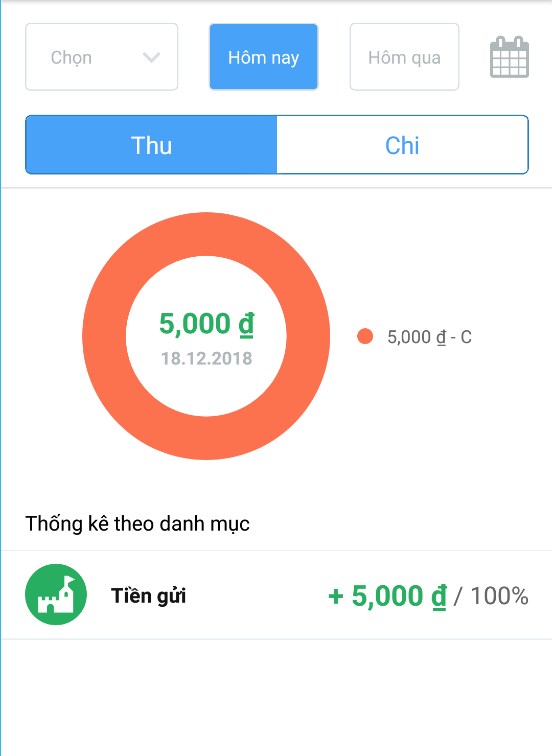 Chọn Hôm nay Hôm qua
Thu Chi
5,000 ₫
18.12.2018
5,000 ₫ - C
Thống kê theo danh mục
Tiền gửi + 5,000 ₫ / 100%